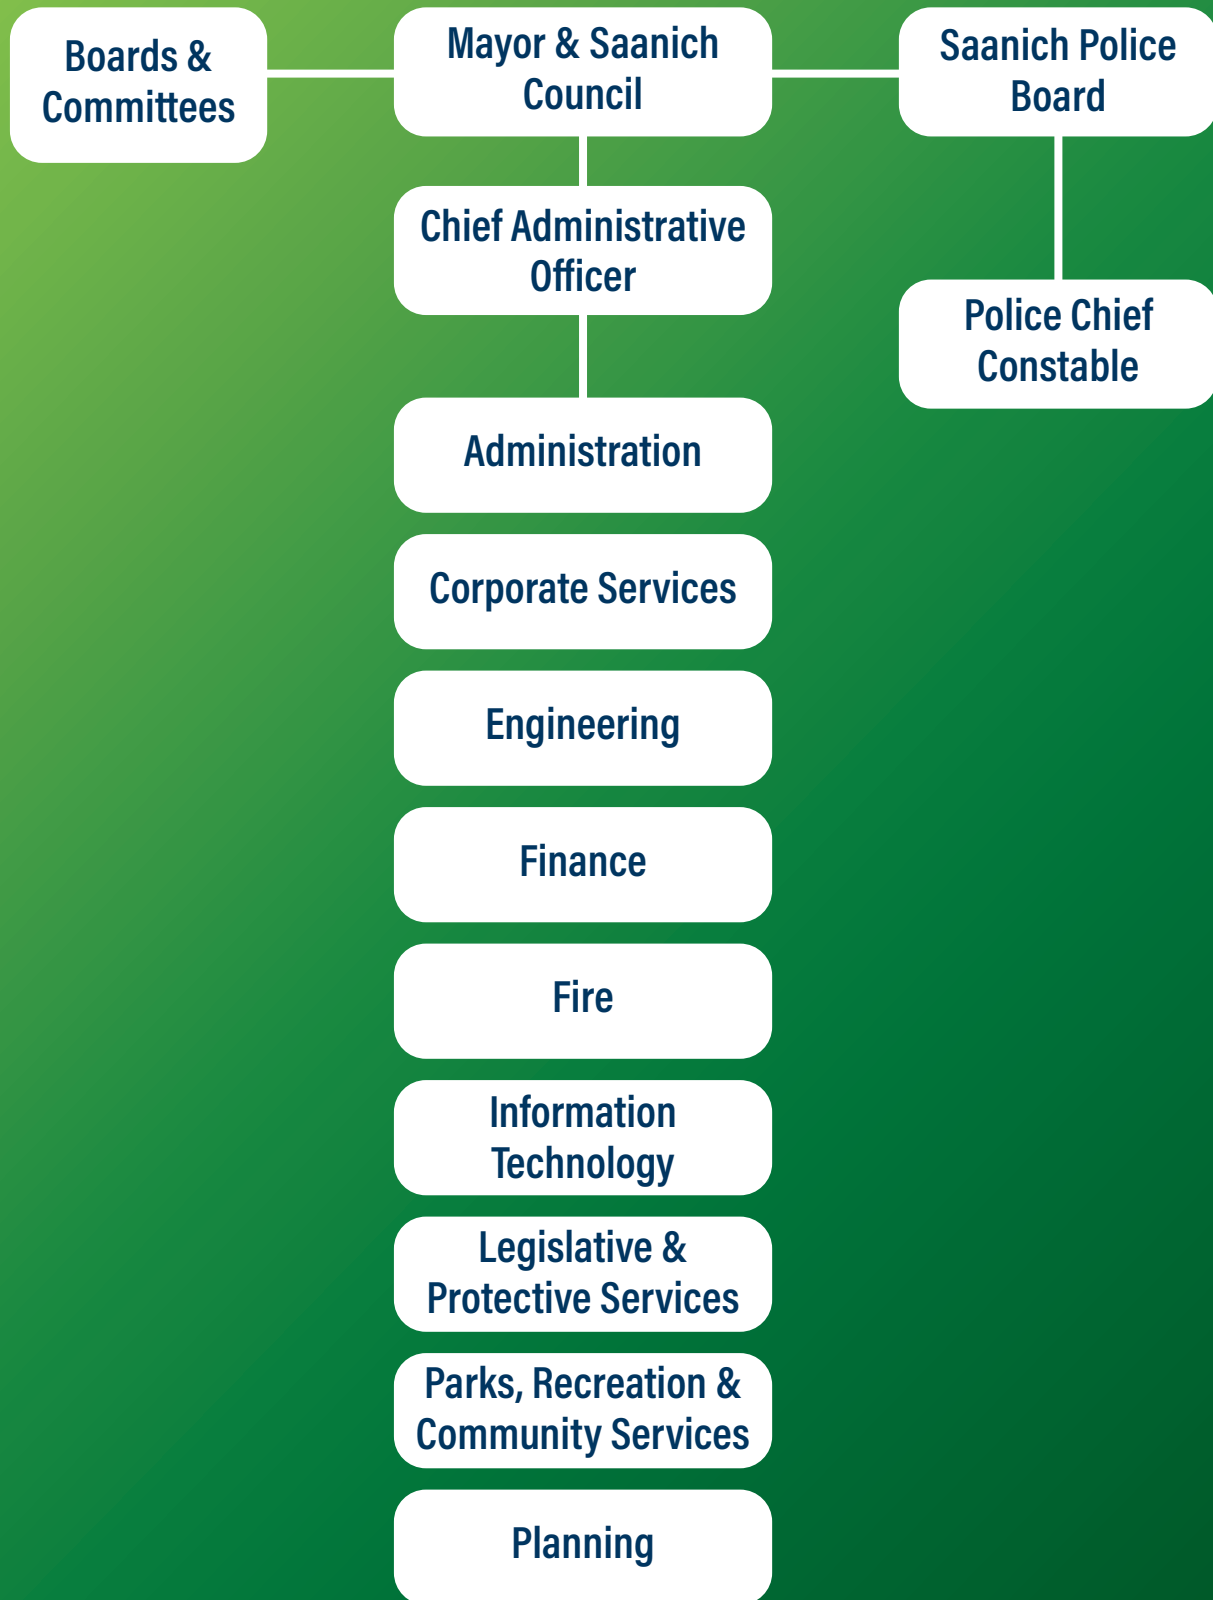 Boards &
Committees
Mayor & Saanich
Council
Saanich Police
Board
Chief Administrative
Officer
Police Chief
Constable
Administration
Corporate Services
Engineering
Finance
Fire
Information
Technology
Legislative &
Protective Services
Parks, Recreation &
Community Services
Planning